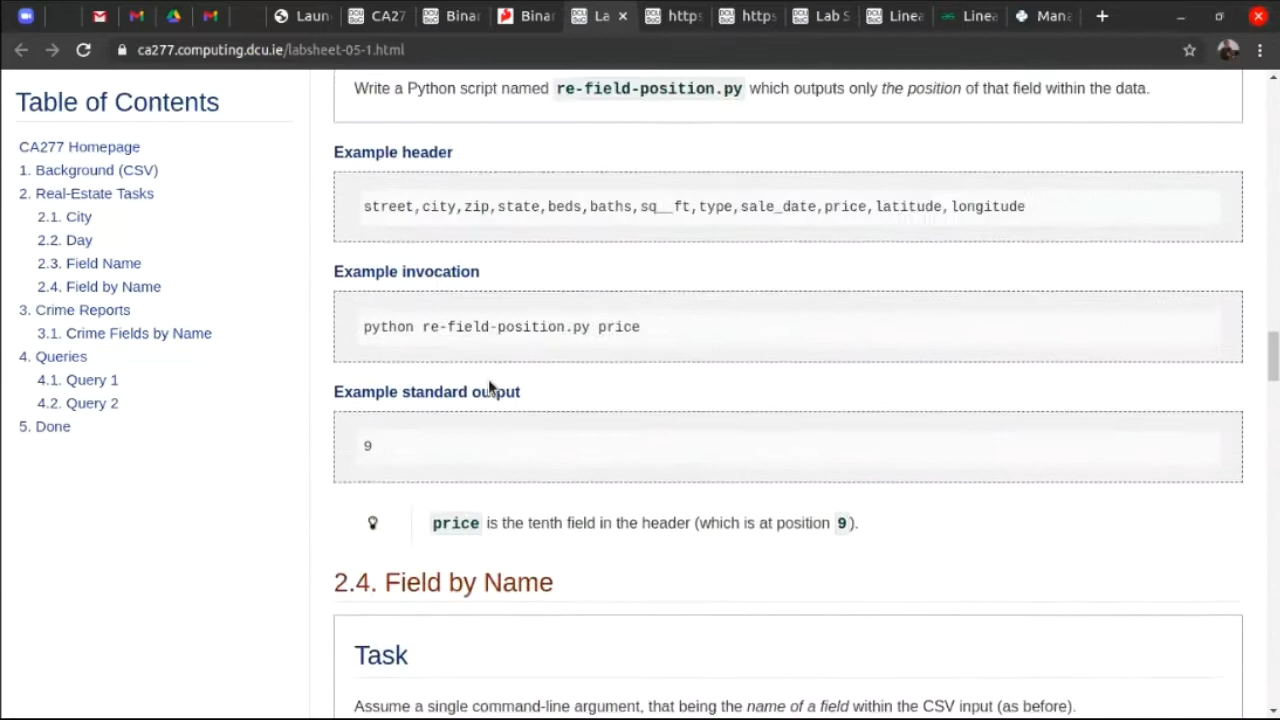 Laun
CA27
Binar
Binar
La
https
https
Lab S
Linea
Linea
Mana
ca277.computing.dcu.ie/labsheet-05-1.html
Table of Contents
CA277 Homepage
1. Background (CSV)
2. Real-Estate Tasks
2.1. City
2.2. Day
2.3. Field Name
2.4. Field by Name
3. Crime Reports
3.1. Crime Fields by Name
4. Queries
4.1. Query 1
4.2. Query 2
5. Done
Write a Python script named re-field-position.py which outputs only the position of that field within the data.
Example header
street,city,zip,state,beds,baths,sq__ft,type,sale_date,price,latitude,longitude
Example invocation
python re-field-position.py price
Example standard output
9
price is the tenth field in the header (which is at position 9).
2.4. Field by Name
Task
Assume a single command-line argument, that being the name of a field within the CSV input (as before).